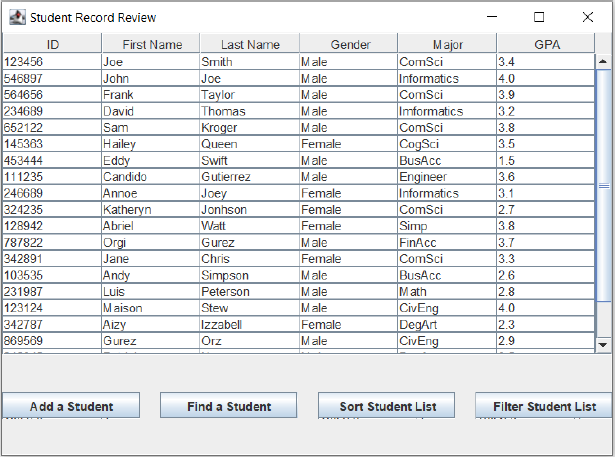 Student Record Review
ID First Name Last Name Gender Major GPA
123456 Joe Smith Male ComSci 3.4
546897 John Joe Male Informatics 4.0
564656 Frank Taylor Male ComSci 3.9
234689 David Thomas Male Imformatics 3.2
652122 Sam Kroger Male ComSci 3.8
145363 Hailey Queen Female CogSci 3.5
453444 Eddy Swift Male BusAcc 1.5
111235 Candido Gutierrez Male Engineer 3.6
246689 Annoe Joey Female Informatics 3.1
324235 Katheryn Jonhson Female ComSci 2.7
128942 Abriel Watt Female Simp 3.8
787822 Orgi Gurez Male FinAcc 3.7
342891 Jane Chris Female ComSci 3.3
103535 Andy Simpson Male BusAcc 2.6
231987 Luis Peterson Male Math 2.8
123124 Maison Stew Male CivEng 4.0
342787 Aizy Izzabell Female DegArt 2.3
869569 Gurez Orz Male CivEng 2.9
Add a Student Find a Student Sort Student List Filter Student List